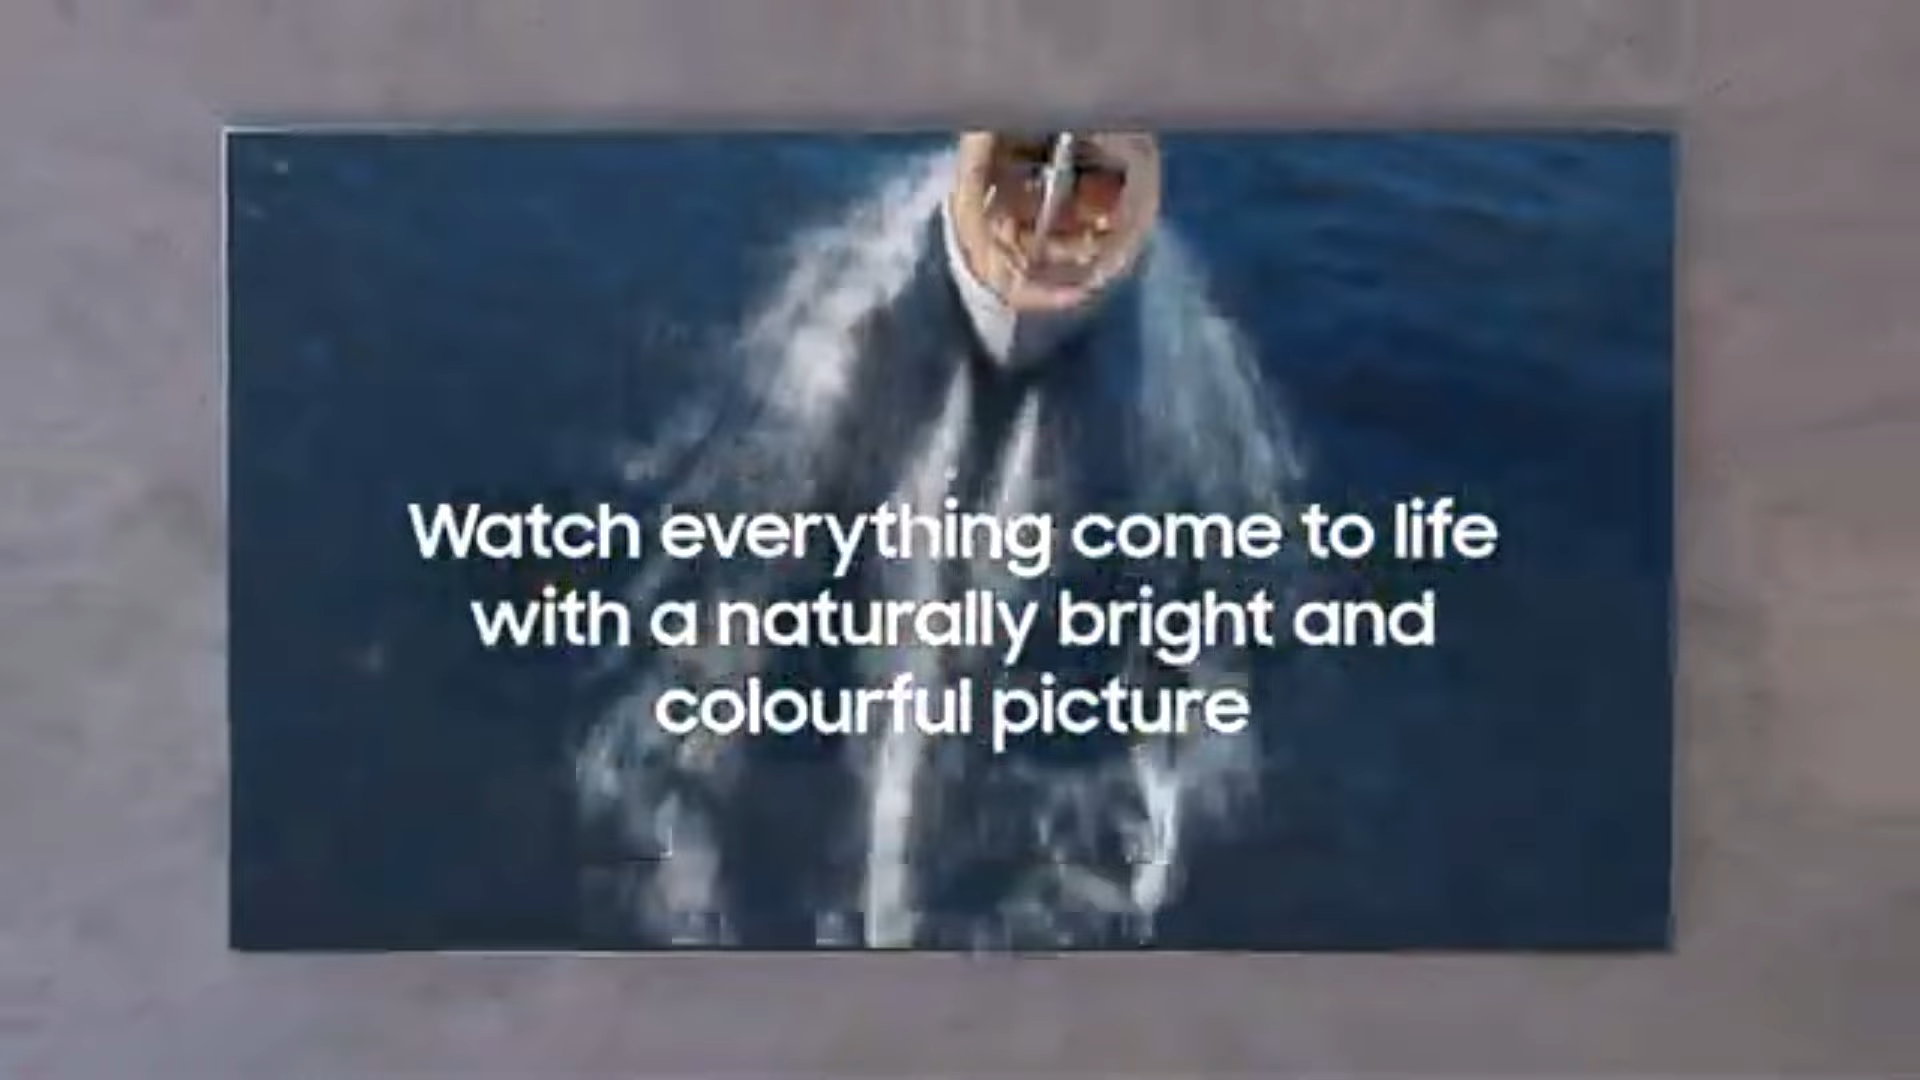 Watch everything come to life
with a naturally bright and
colourful picture